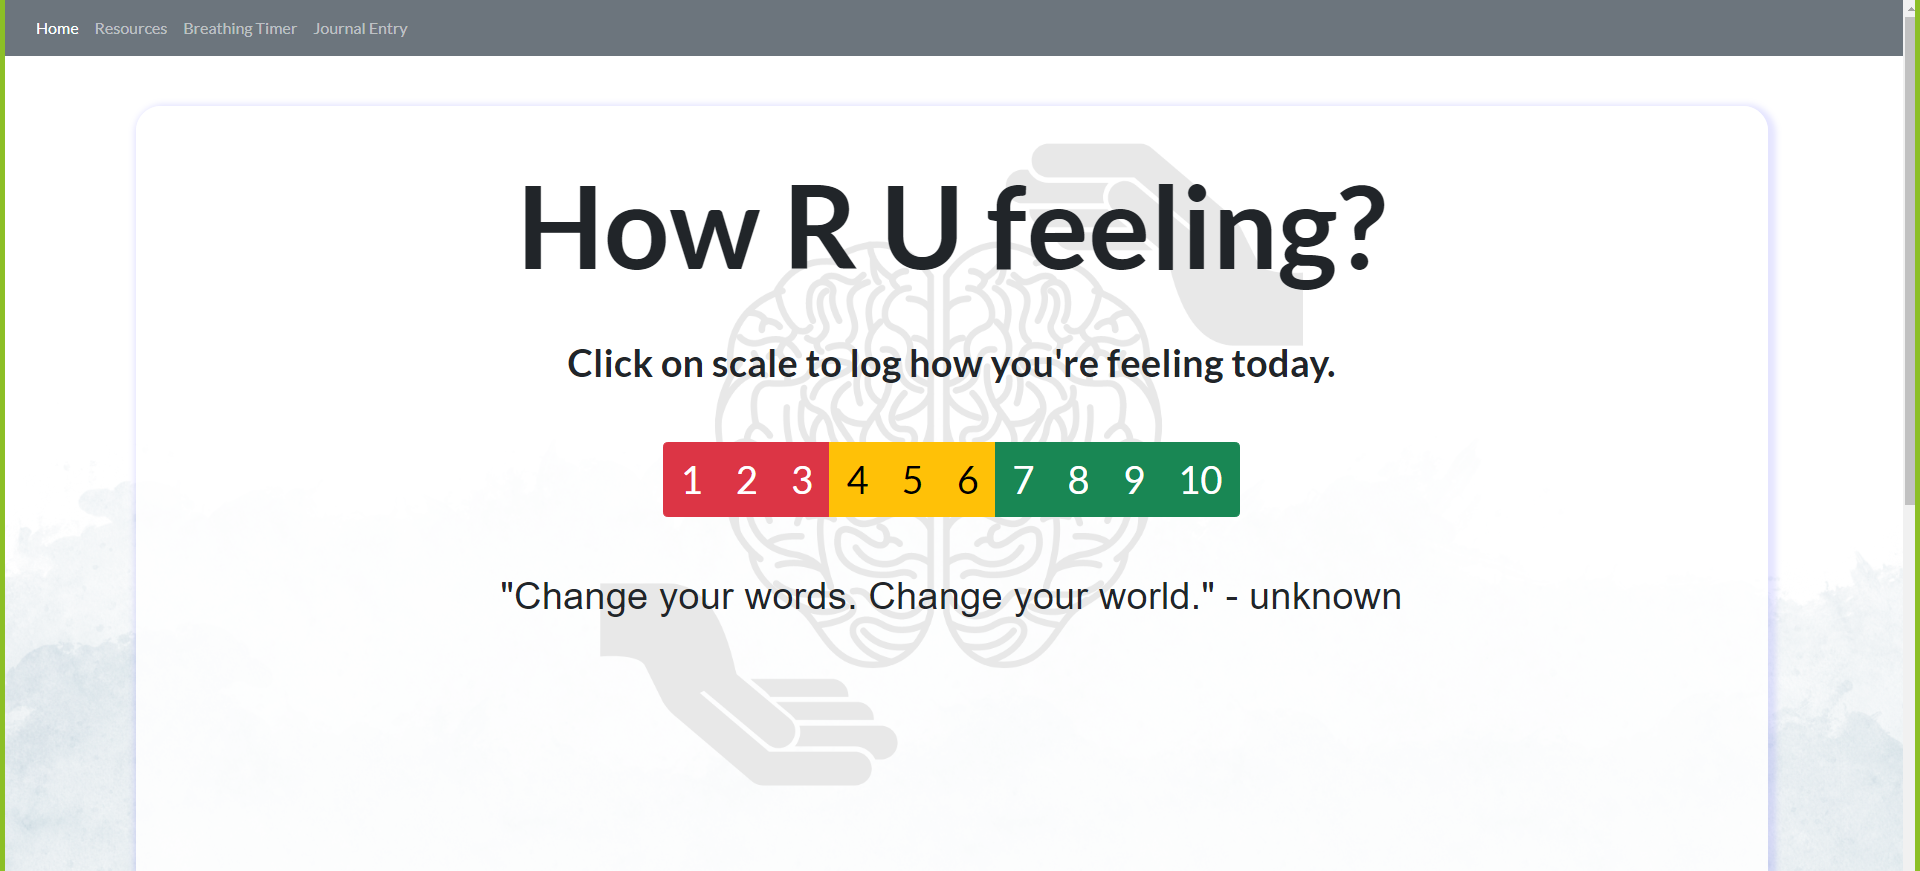 Home Resources Breathing Timer Journal Entry
How R U feeling?
Click on scale to log how you're feeling today.
1 2 3 4 5 6 7 8 9 10
"Change your words. Change your world." - unknown